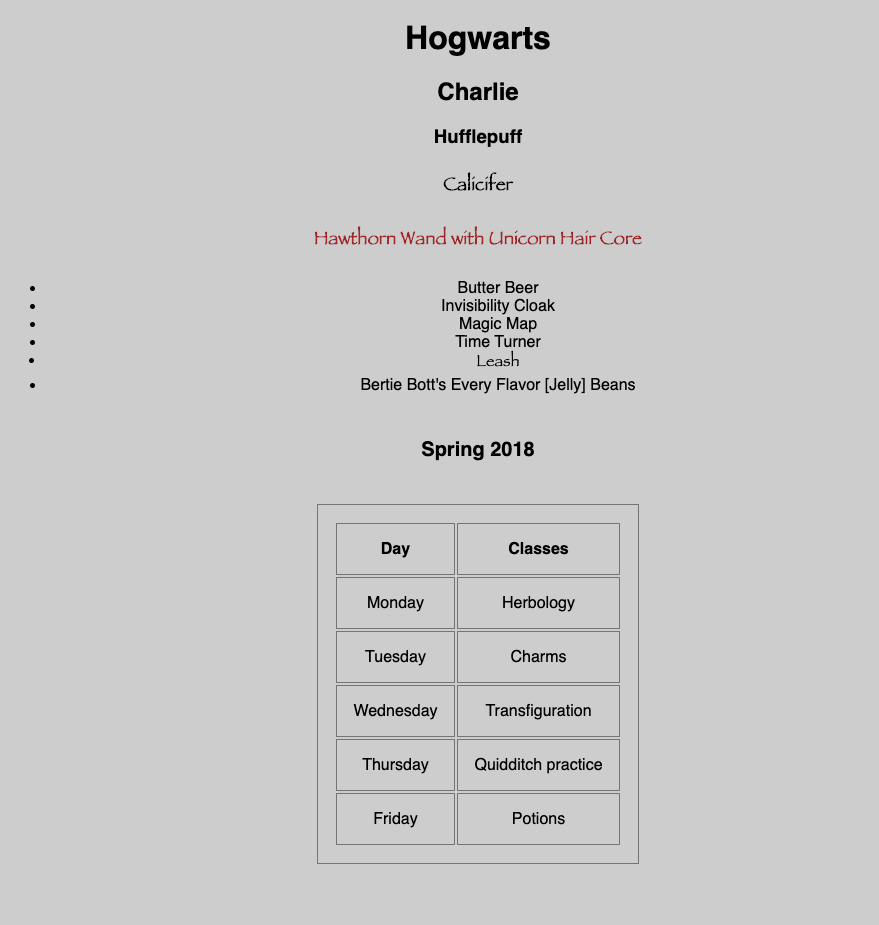 Hogwarts
Charlie
Hufflepuff
Calicifer
Hawthorn Wand with Unicorn Hair Core
Butter Beer
Invisibility Cloak
Magic Map
Time Turner
Leash
Bertie Bott's Every Flavor [Jelly] Beans
Spring 2018
Day Classes
Monday Herbology
Tuesday Charms
Wednesday Transfiguration
Thursday Quidditch practice
Friday Potions